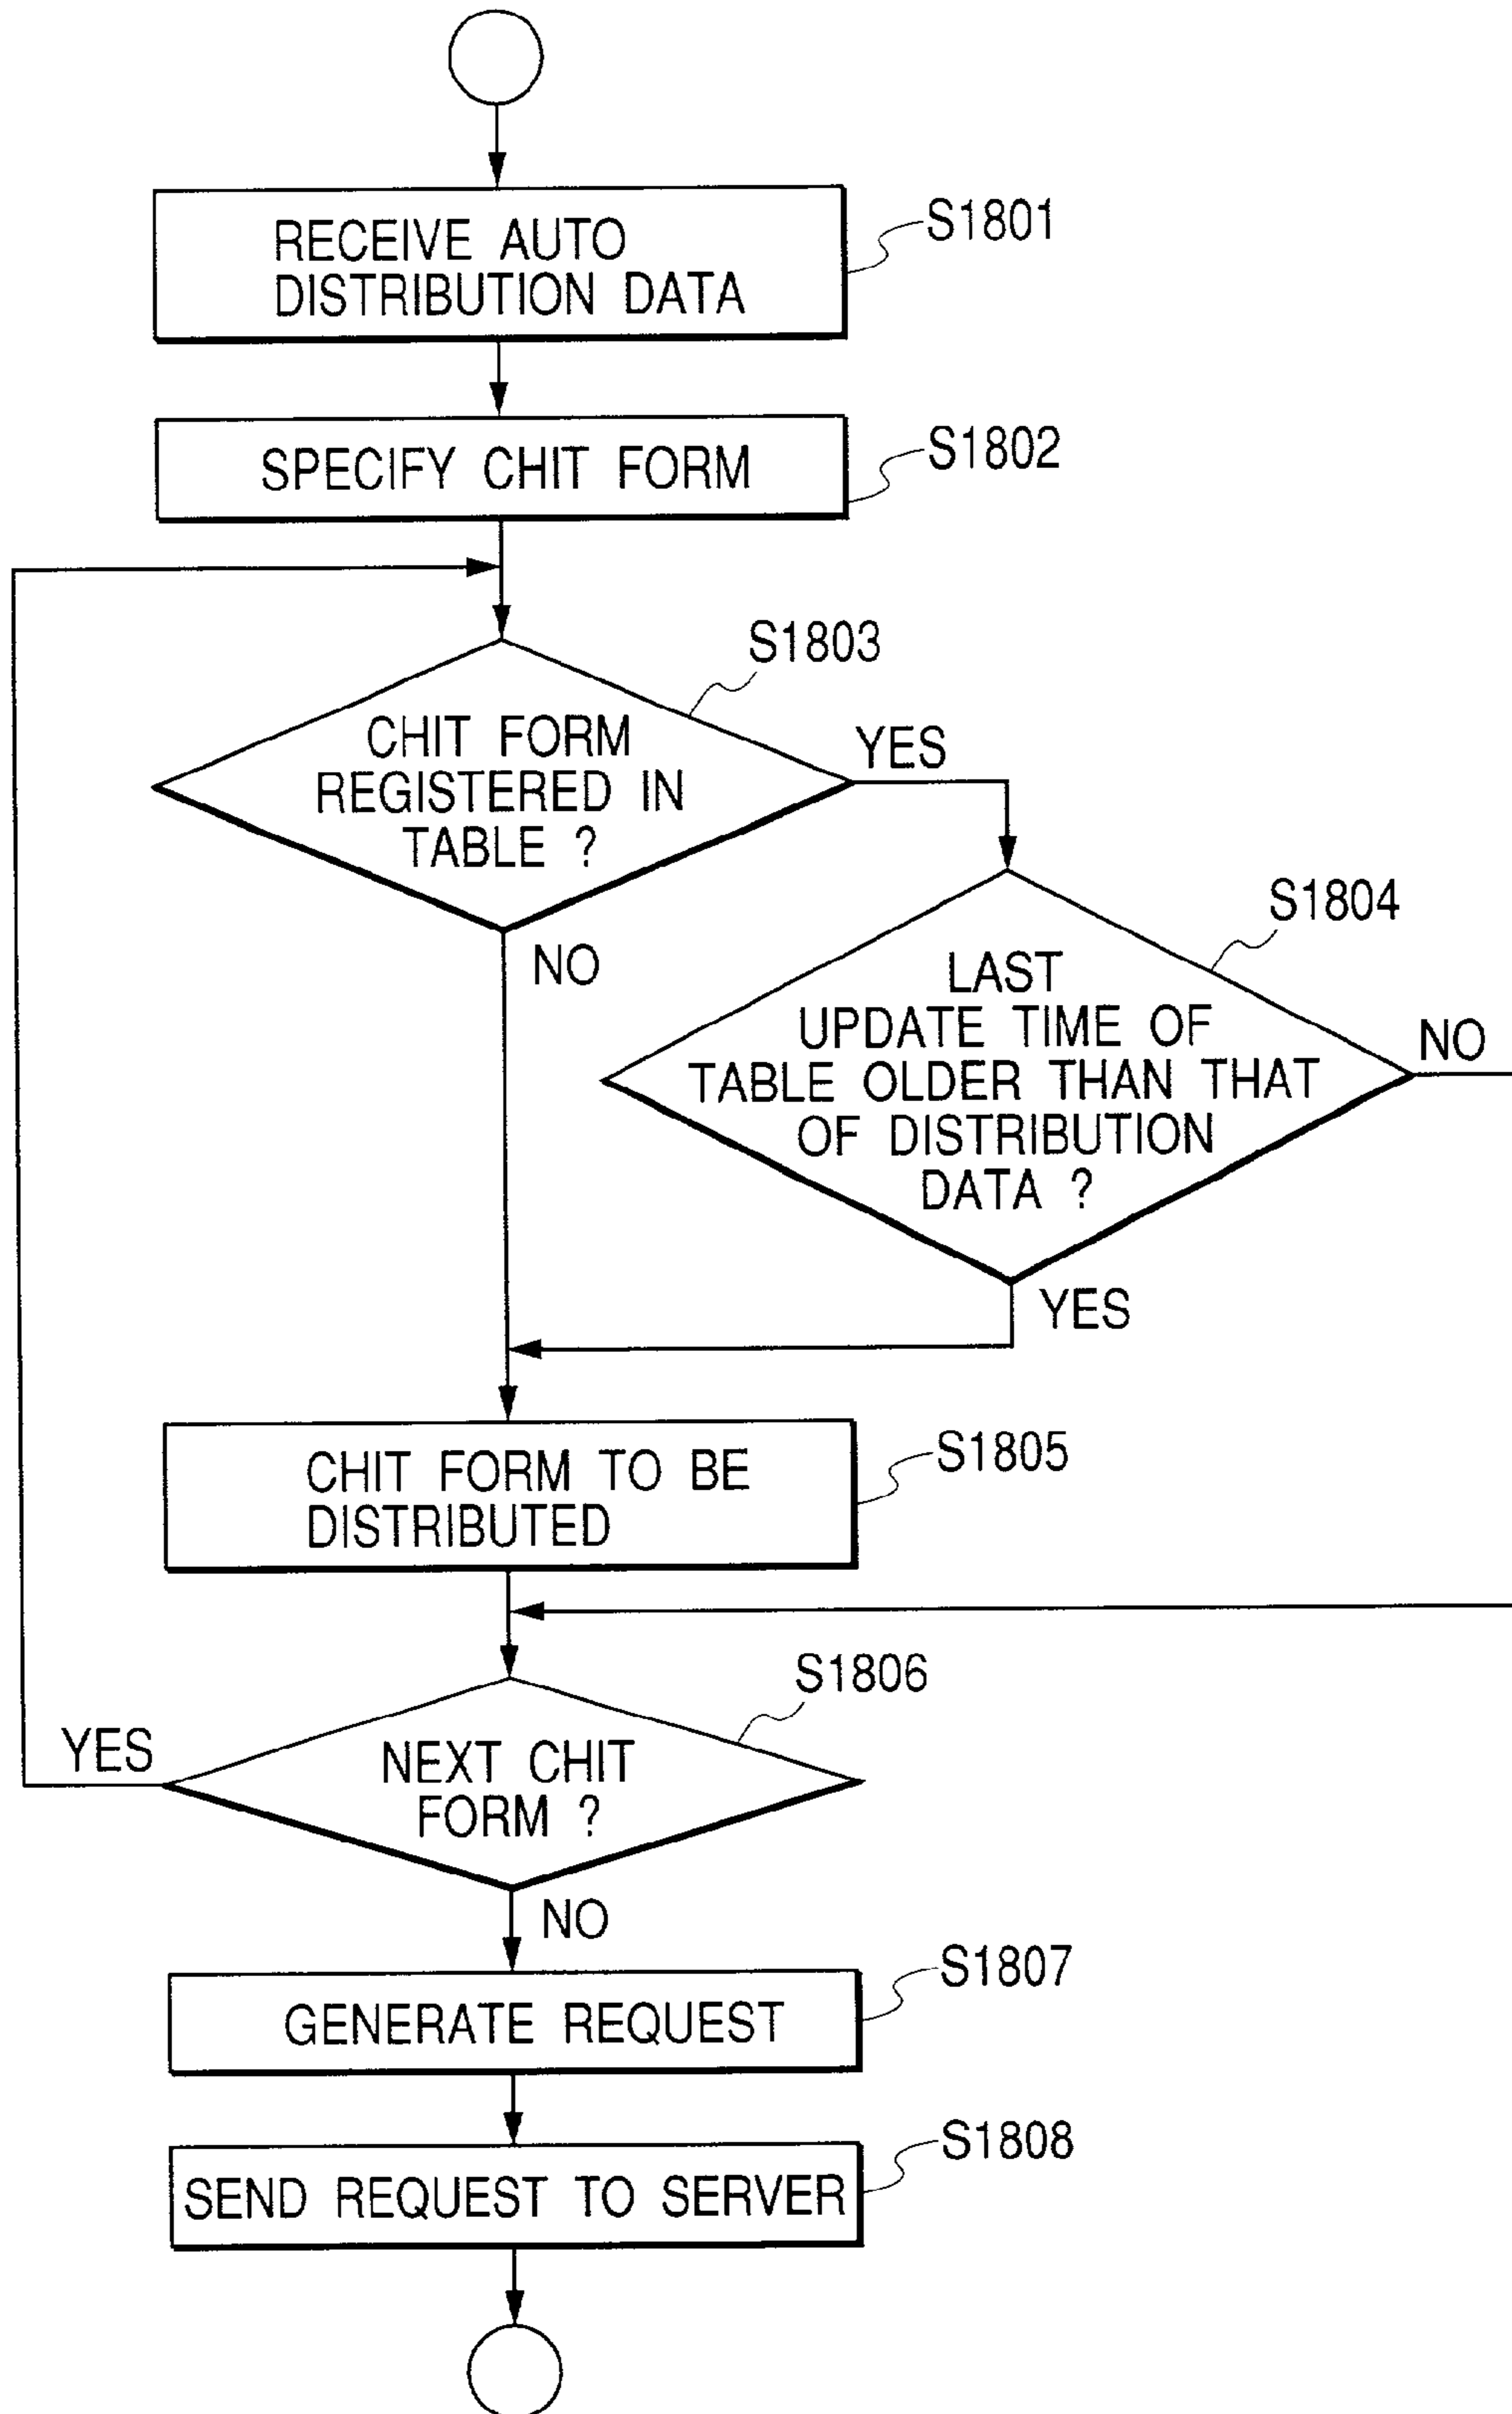 RECEIVE AUTO
DISTRIBUTION DATA
S1801
SPECIFY CHIT FORM
S1802
S1803
CHIT FORM
REGISTERED IN
TABLE ?
YES
NO
S1804
LAST
UPDATE TIME OF
TABLE OLDER THAN THAT
OF DISTRIBUTION
DATA ?
NO
YES
CHIT FORM TO BE
DISTRIBUTED
S1805
S1806
NEXT CHIT
FORM ?
YES
NO
GENERATE REQUEST
S1807
SEND REQUEST TO SERVER
S1808